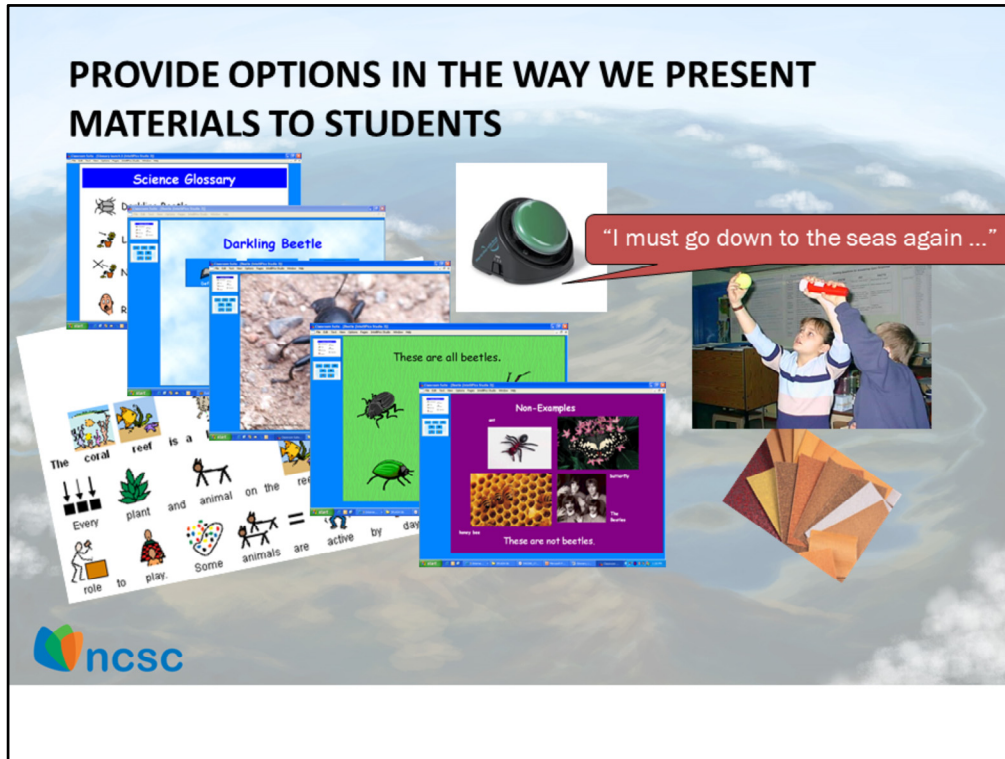 PROVIDE OPTIONS IN THE WAY WE PRESENT
MATERIALS TO STUDENTS
Science Glossary
Darkling Beetle
These are all beetles.
Non-Examples
ant
butterfly
honey bee
The
Beatles
These are not beetles.
"I must go down to the seas again ..."
The coral reef is a
Every plant and animal on the
role to play. Some animals are active by day
ncsc